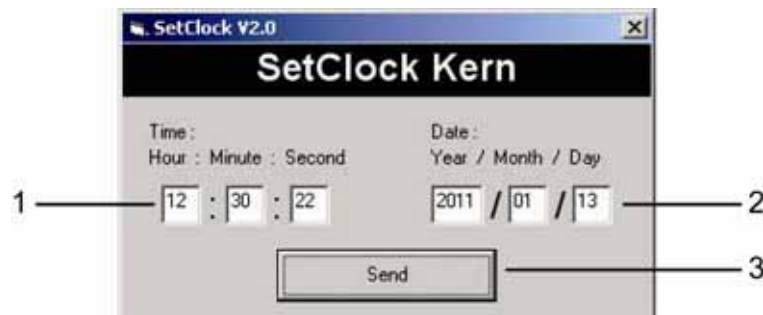 SetClock V2.0
SetClock Kern
Time : Date :
Hour : Minute : Second Year / Month / Day
1 12 : 30 : 22 2011 / 01 / 13 2
Send 3